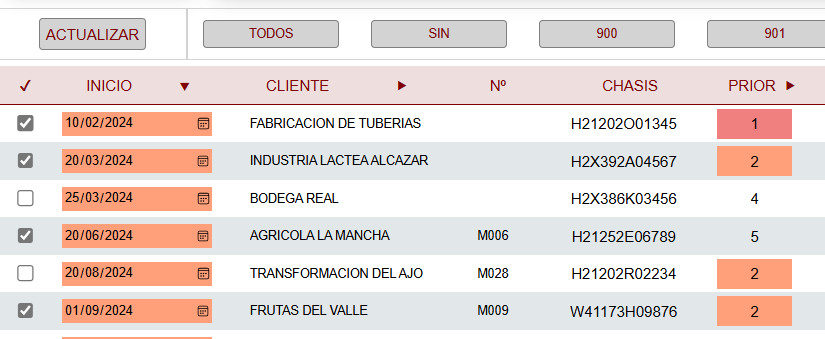 ACTUALIZAR TODOS SIN 900 901
✓ INICIO ▼ CLIENTE ► Nº CHASIS PRIOR ►
10/02/2024 FABRICACION DE TUBERIAS H21202O01345 1
20/03/2024 INDUSTRIA LACTEA ALCAZAR H2X392A04567 2
25/03/2024 BODEGA REAL H2X386K03456 4
20/06/2024 AGRICOLA LA MANCHA M006 H21252E06789 5
20/08/2024 TRANSFORMACION DEL AJO M028 H21202R02234 2
01/09/2024 FRUTAS DEL VALLE M009 W41173H09876 2